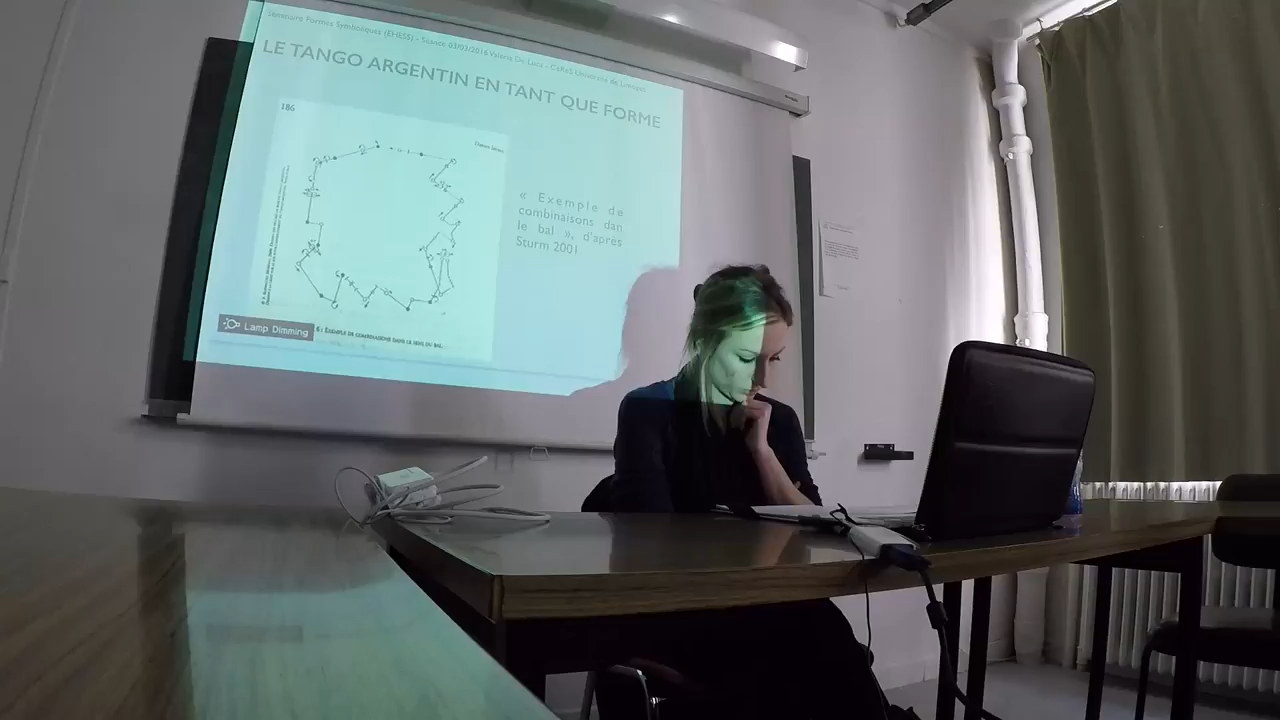 Séminaire Formes Symboliques (EHESS) - Séance 03/03/2016 Valeria De Luca - CeReS Université de Limoges
LE TANGO ARGENTIN EN TANT QUE FORME
186
« Exemple de
combinaisons dan
le bal », d'après
Sturm 2001
Lamp Dimming
6 : EXEMPLE DE COMBINAISONS DANS LE SENS DU BAL.